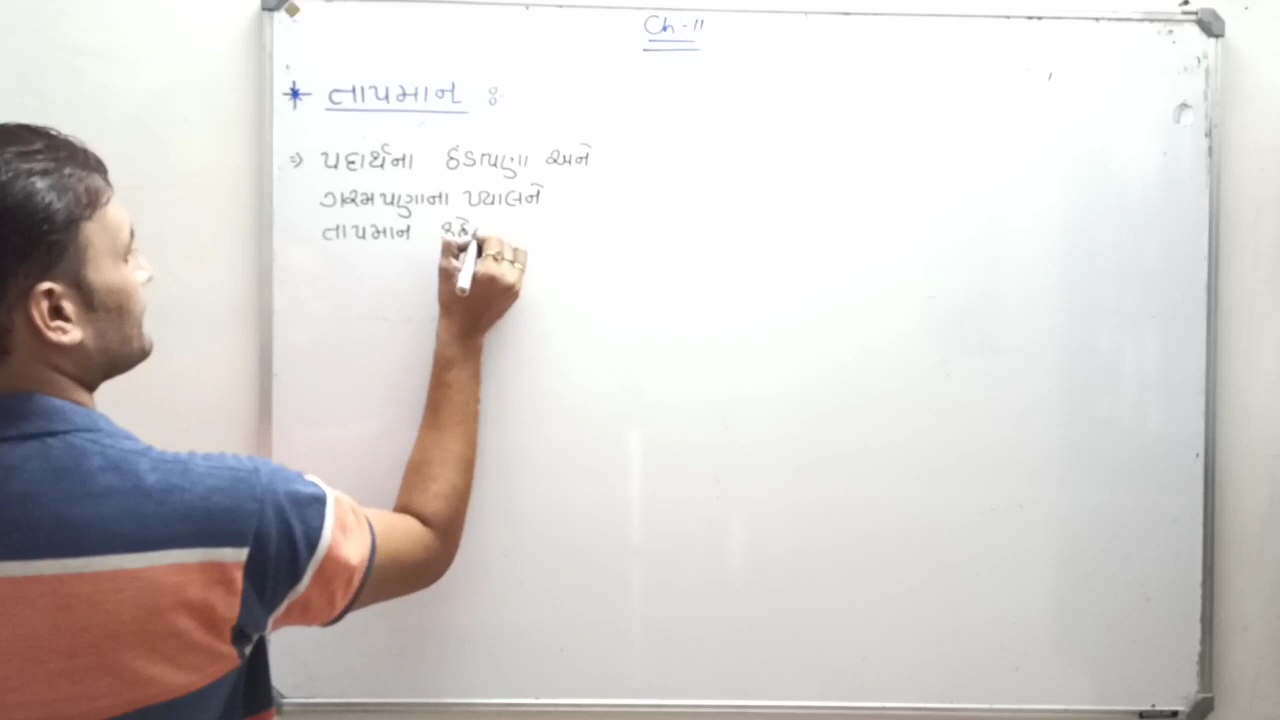 Ch :- 11
* તાપમાન :-
⇒ પદાર્થના ઠંડાપણા અને
ગરમપણાના ખ્યાલને
તાપમાન કહે